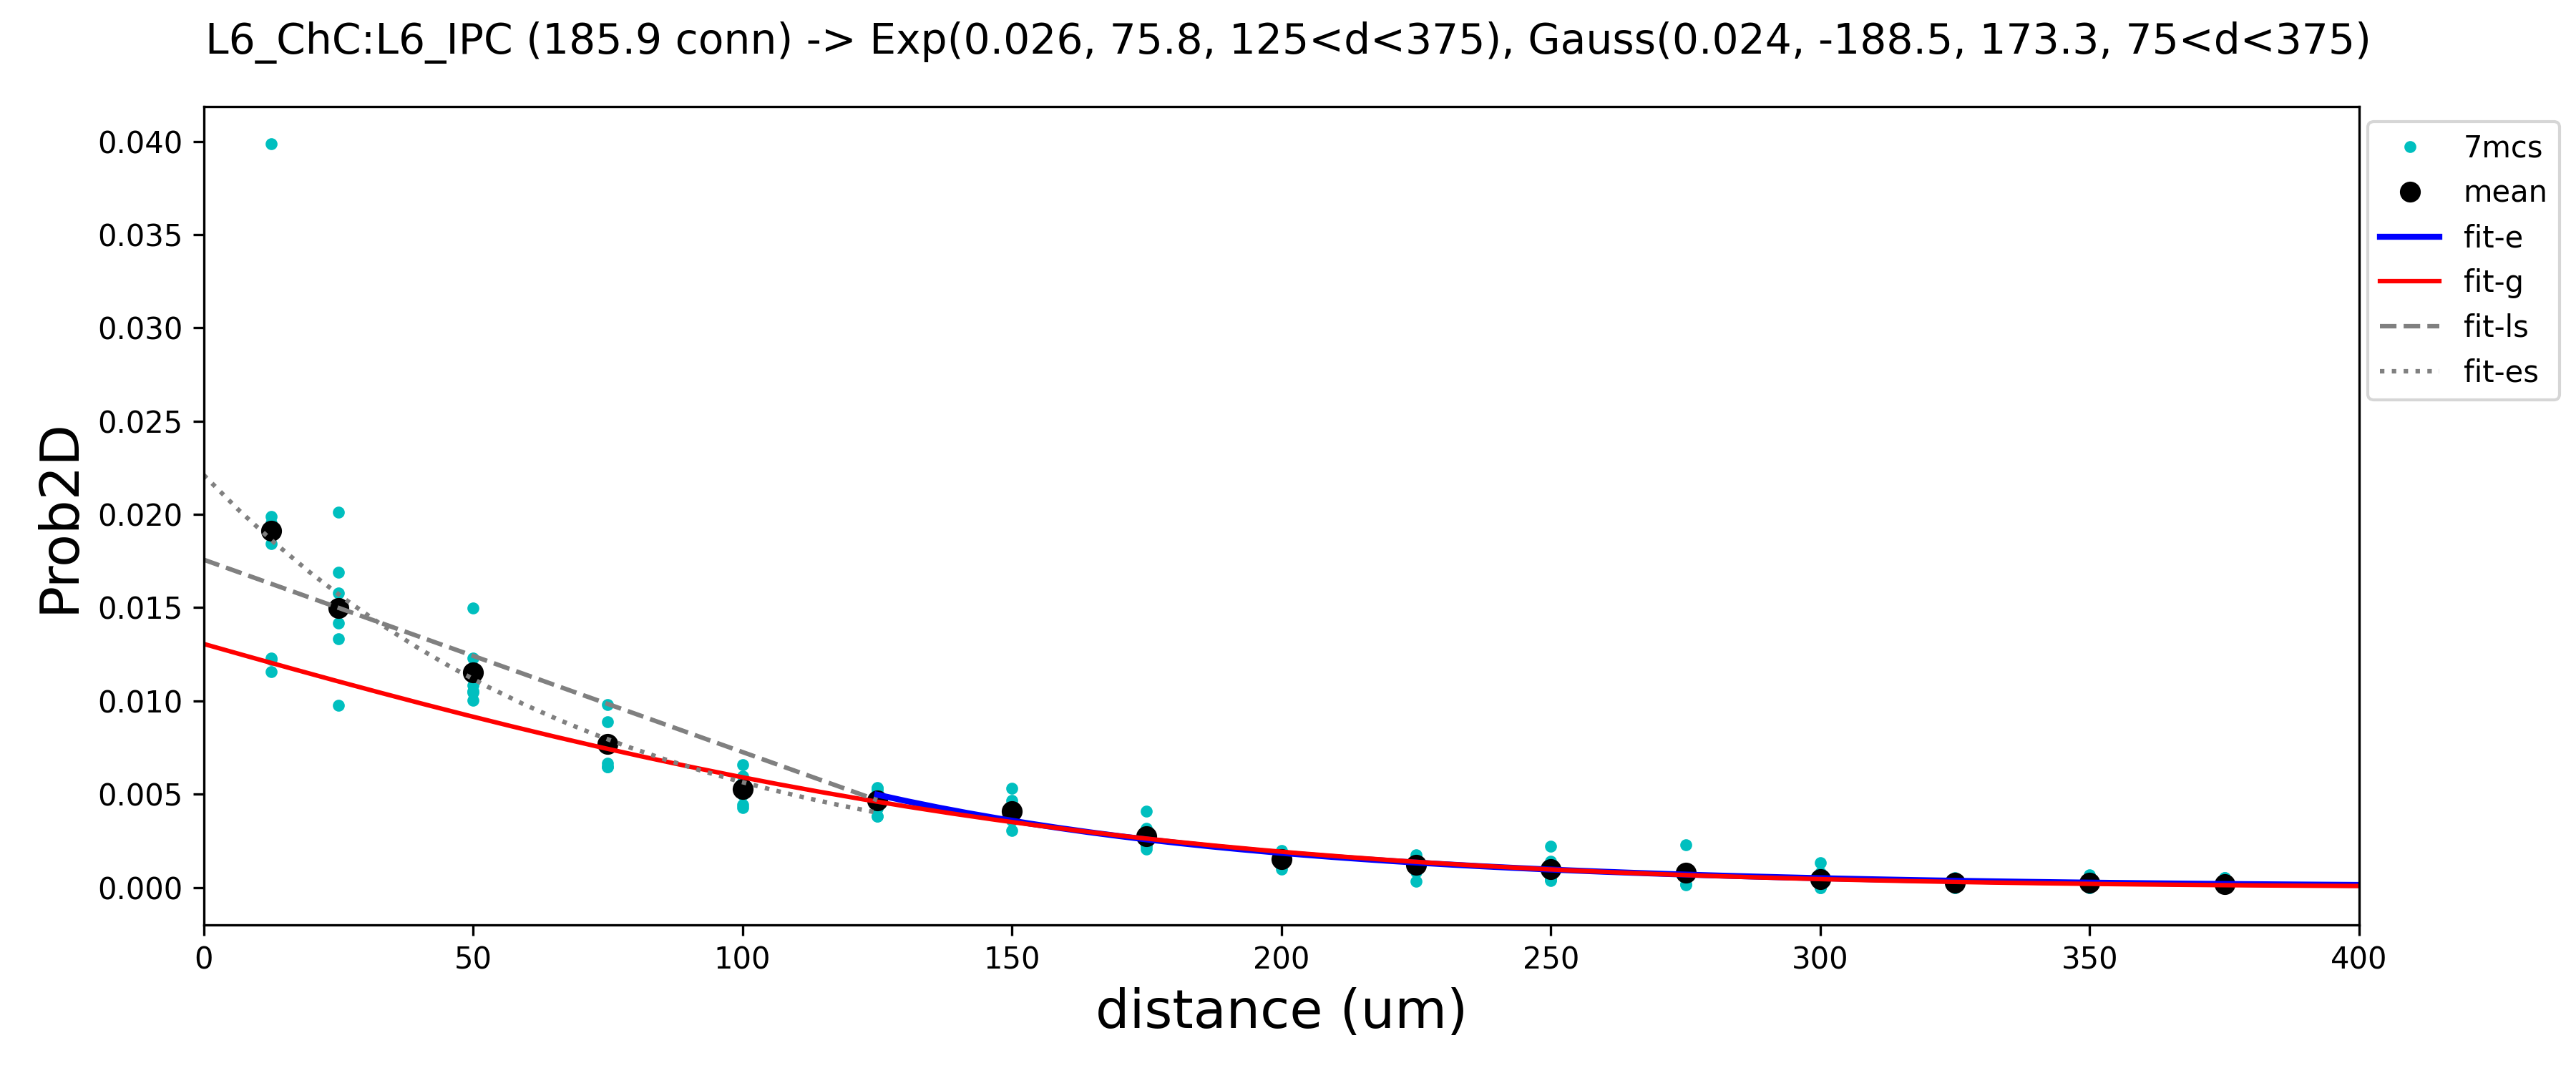 L6_ChC:L6_IPC (185.9 conn) -> Exp(0.026, 75.8, 125<d<375), Gauss(0.024, -188.5, 173.3, 75<d<375)
0.040
0.035
0.030
0.025
0.020
0.015
0.010
0.005
0.000
Prob2D
0 50 100 150 200 250 300 350 400
distance (um)
7mcs
mean
fit-e
fit-g
fit-ls
fit-es